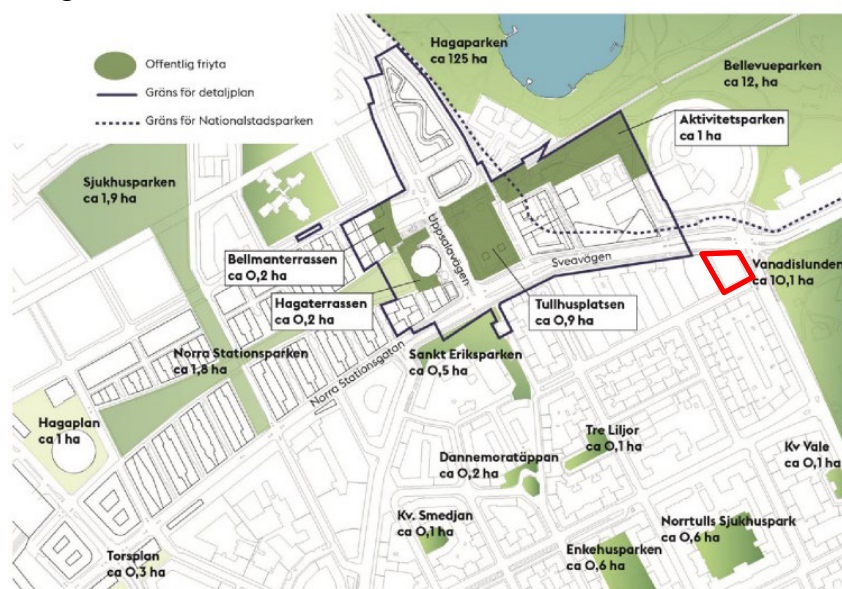 Offentlig friyta
Gräns för detaljplan
Gräns för Nationalstadsparken
Hagaparken
ca 125 ha
Bellevueparken
ca 12, ha
Aktivitetsparken
ca 1 ha
Sjukhusparken
ca 1,9 ha
Uppsalavägen
Bellmanterrassen
ca 0,2 ha
Sveavägen
Vanadislunden
ca 10,1 ha
Hagaterrassen
ca 0,2 ha
Tullhusplatsen
ca 0,9 ha
Norra Stationsparken
ca 1,8 ha
Norra Stationsgatan
Sankt Eriksparken
ca 0,5 ha
Hagaplan
ca 1 ha
Tre Liljor
ca 0,1 ha
Dannemoratäppan
ca 0,2 ha
Kv Vale
ca 0,1 ha
Kv. Smedjan
ca 0,1 ha
Norrtulls Sjukhuspark
ca 0,6 ha
Enkehusparken
ca 0,6 ha
Torsplan
ca 0,3 ha